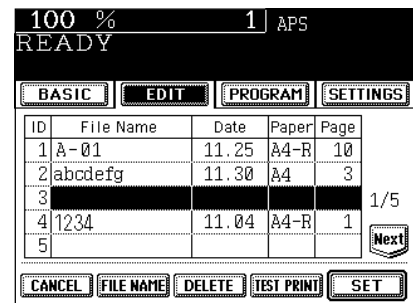 100 % 1 APS
READY
BASIC EDIT PROGRAM SETTINGS
ID File Name Date Paper Page
1 A-01 11.25 A4-R 10
2 abcdefg 11.30 A4 3
3
4 1234 11.04 A4-R 1
5
1/5
Next
CANCEL FILE NAME DELETE TEST PRINT SET